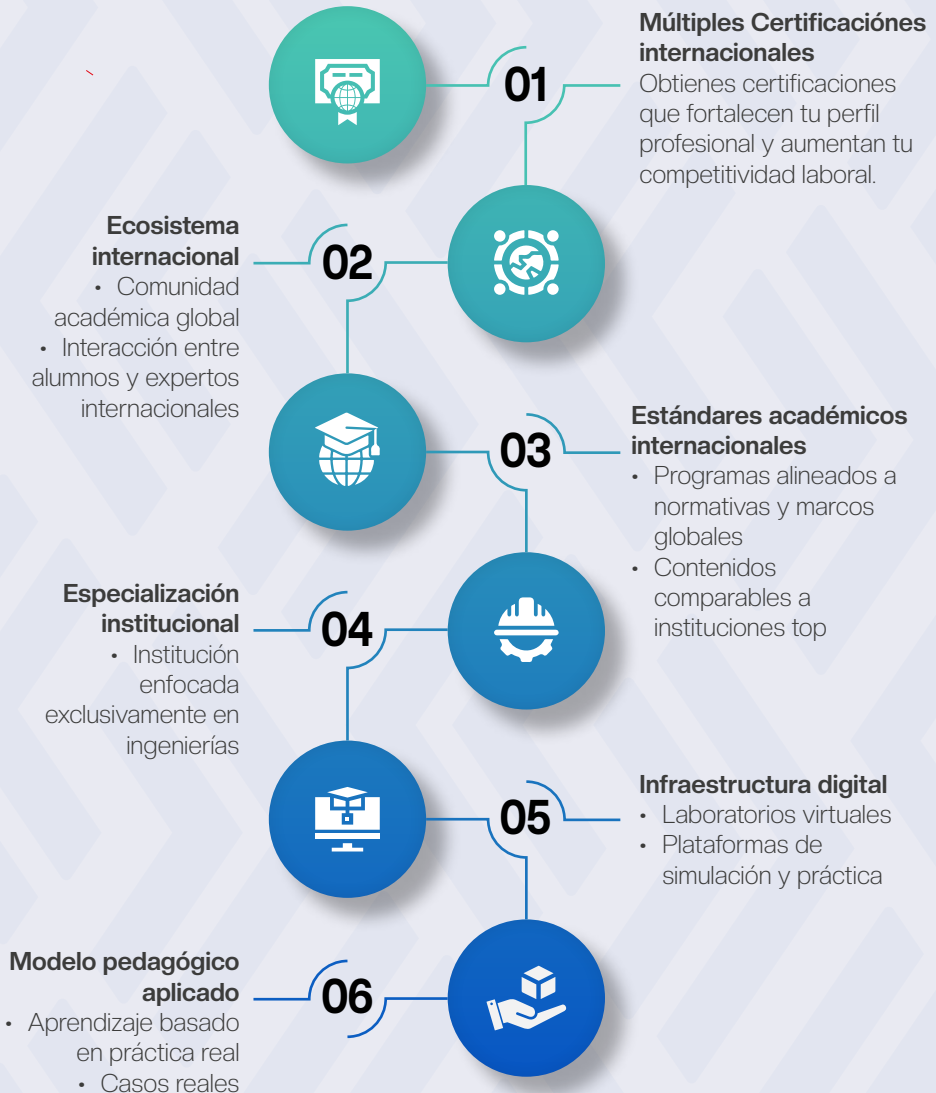 01
Múltiples Certificaciónes
internacionales
Obtienes certificaciones
que fortalecen tu perfil
profesional y aumentan tu
competitividad laboral.
Ecosistema
internacional
• Comunidad
académica global
• Interacción entre
alumnos y expertos
internacionales
02
03
Estándares académicos
internacionales
• Programas alineados a
normativas y marcos
globales
• Contenidos
comparables a
instituciones top
Especialización
institucional
• Institución
enfocada
exclusivamente en
ingenierías
04
05
Infraestructura digital
• Laboratorios virtuales
• Plataformas de
simulación y práctica
Modelo pedagógico
aplicado
• Aprendizaje basado
en práctica real
• Casos reales
06